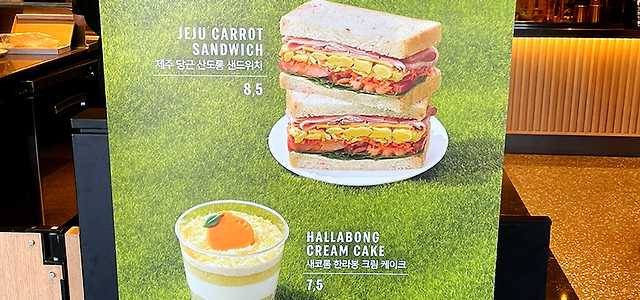 JEJU CARROT
SANDWICH
제주 당근 산도롱 샌드위치
8,5
HALLABONG
CREAM CAKE
새코롬 한라봉 크림 케이크
7,5